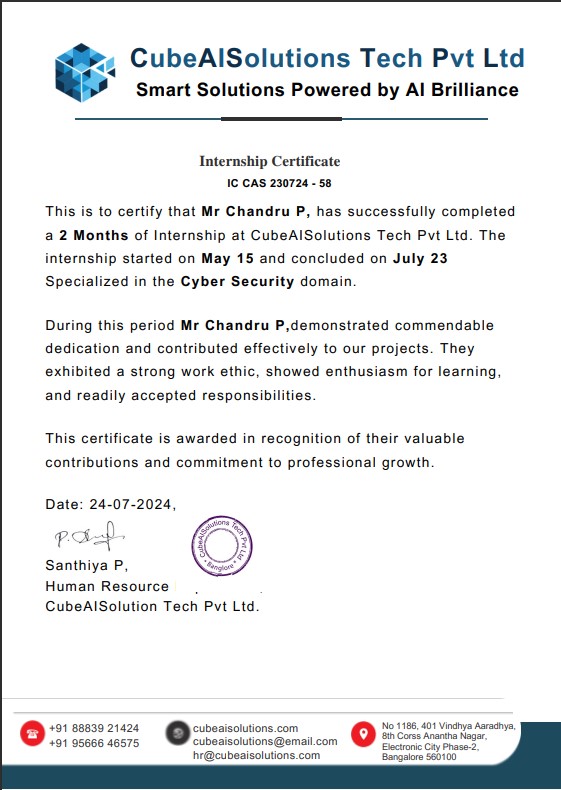 CubeAISolutions Tech Pvt Ltd
Smart Solutions Powered by AI Brilliance
Internship Certificate
IC CAS 230724 - 58
This is to certify that Mr Chandru P, has successfully completed
a 2 Months of Internship at CubeAISolutions Tech Pvt Ltd. The
internship started on May 15 and concluded on July 23
Specialized in the Cyber Security domain.
During this period Mr Chandru P,demonstrated commendable
dedication and contributed effectively to our projects. They
exhibited a strong work ethic, showed enthusiasm for learning,
and readily accepted responsibilities.
This certificate is awarded in recognition of their valuable
contributions and commitment to professional growth.
Date: 24-07-2024,
CubeAISolutions Tech Pvt Ltd
* Banglore *
Santhiya P,
Human Resource
CubeAISolution Tech Pvt Ltd.
+91 88839 21424
+91 95666 46575
cubeaisolutions.com
cubeaisolutions@email.com
hr@cubeaisolutions.com
No 1186, 401 Vindhya Aaradhya,
8th Corss Anantha Nagar,
Electronic City Phase-2,
Bangalore 560100